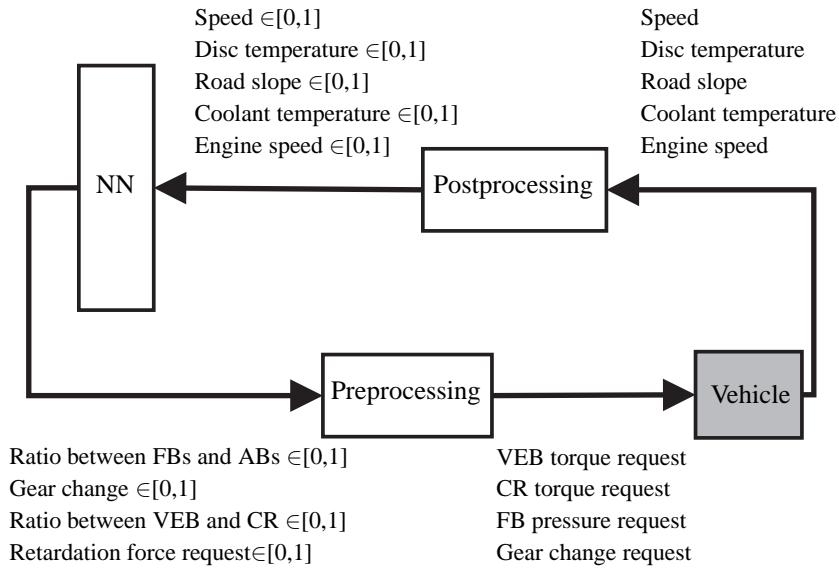 Speed ∈[0,1]
Disc temperature ∈[0,1]
Road slope ∈[0,1]
Coolant temperature ∈[0,1]
Engine speed ∈[0,1]
Speed
Disc temperature
Road slope
Coolant temperature
Engine speed
NN
Postprocessing
Preprocessing
Vehicle
Ratio between FBs and ABs ∈[0,1]
Gear change ∈[0,1]
Ratio between VEB and CR ∈[0,1]
Retardation force request∈[0,1]
VEB torque request
CR torque request
FB pressure request
Gear change request